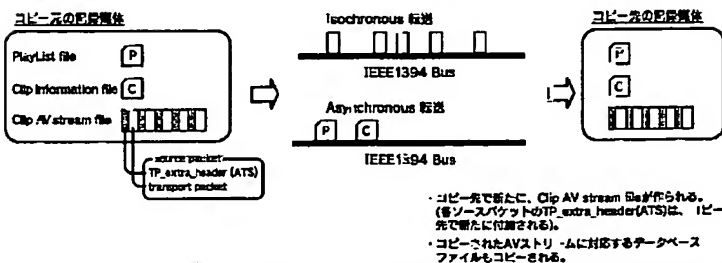 コピー元の記録媒体
PlayList file
P
Clip Information file
C
Clip AV stream file
source packet
TP_extra_header (ATS)
transport packet
Isochronous 転送
IEEE1394 Bus
Asynchronous 転送
P
C
IEEE1394 Bus
コピー先の記録媒体
P
C
・コピー先で新たに、Clip AV stream fileが作られる。
(各ソースパケットのTP_extra_header(ATS)は、コピー
先で新たに付加される)。
・コピーされたAVストリームに対応するデータベース
ファイルもコピーされる。